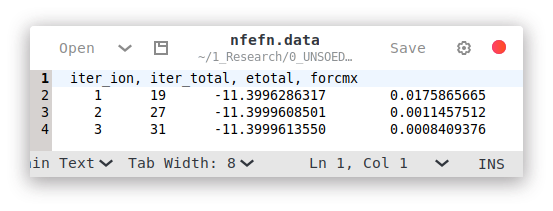 Open nfefn.data Save
~/1_Research/0_UNSOED…
1 iter_ion, iter_total, etotal, forcmx
2 1 19 -11.3996286317 0.0175865665
3 2 27 -11.3999608501 0.0011457512
4 3 31 -11.3999613550 0.0008409376
in Text Tab Width: 8 Ln 1, Col 1 INS